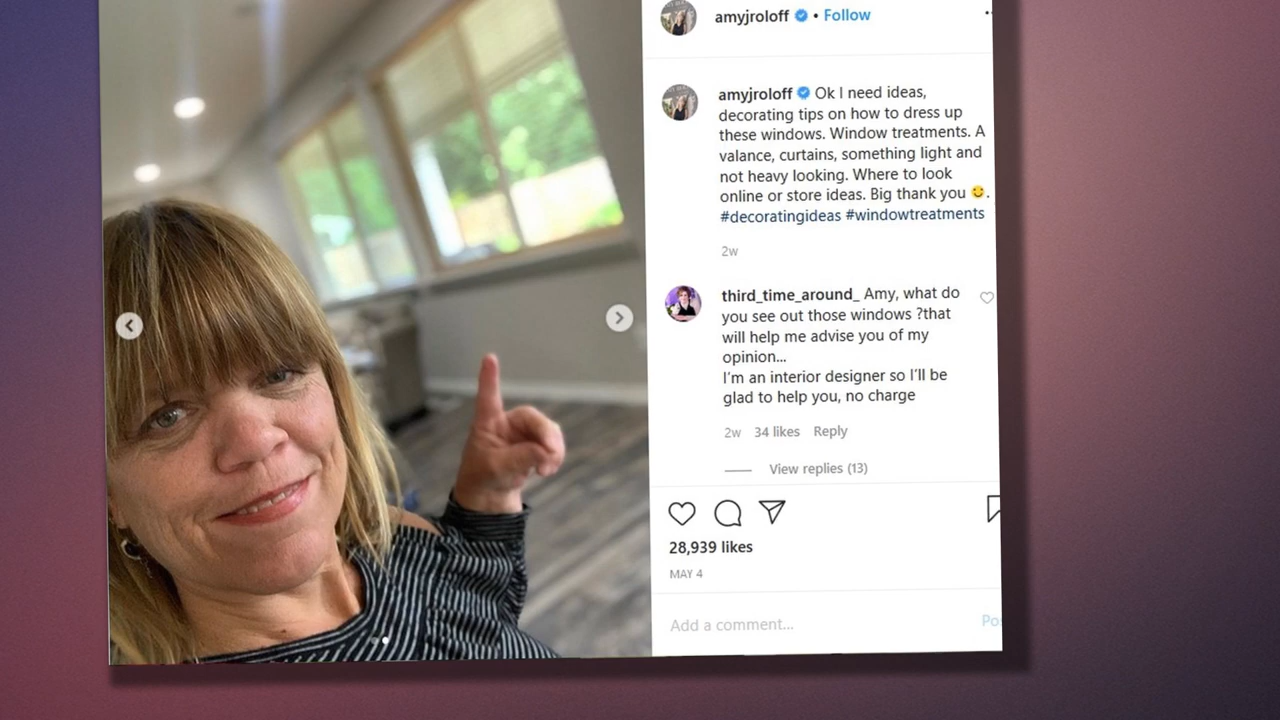 amyjroloff • Follow
amyjroloff Ok I need ideas,
decorating tips on how to dress up
these windows. Window treatments. A
valance, curtains, something light and
not heavy looking. Where to look
online or store ideas. Big thank you 🙂.
#decoratingideas #windowtreatments
2w
third_time_around_ Amy, what do
you see out those windows ?that
will help me advise you of my
opinion...
I'm an interior designer so I'll be
glad to help you, no charge
2w 34 likes Reply
View replies (13)
28,939 likes
MAY 4
Add a comment...